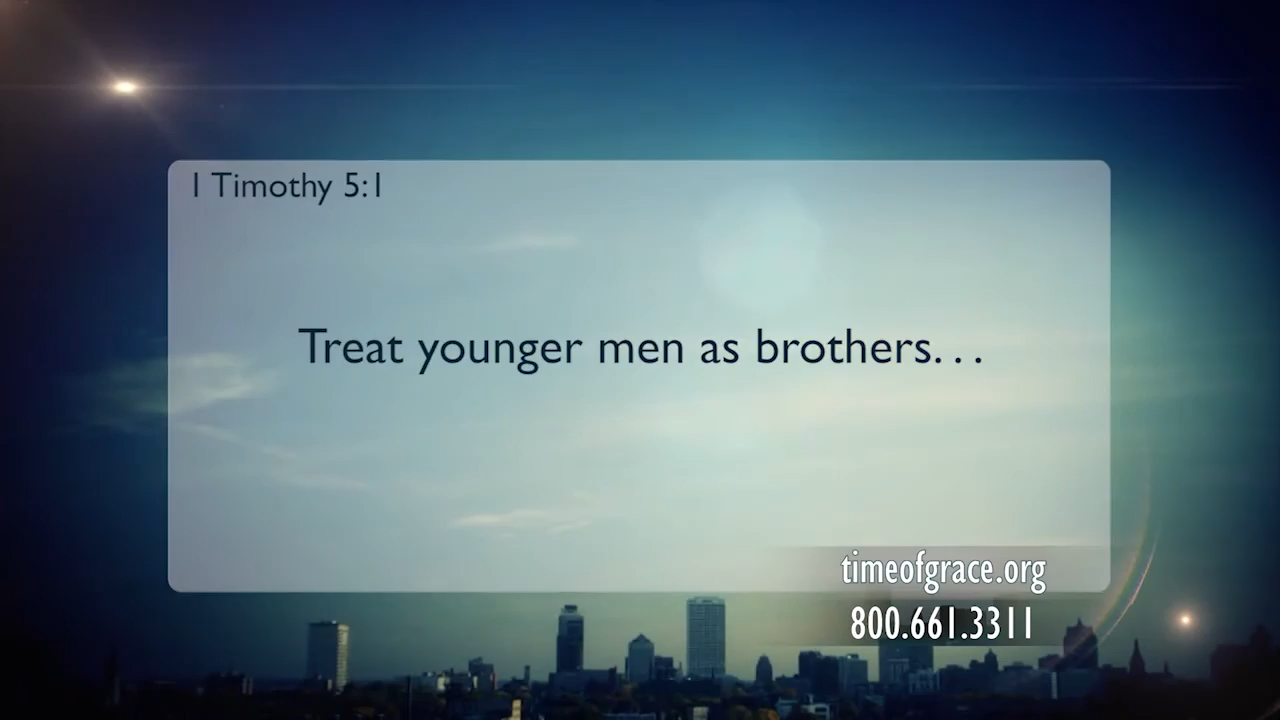 1 Timothy 5:1
Treat younger men as brothers. . .
timeofgrace.org
800.661.3311